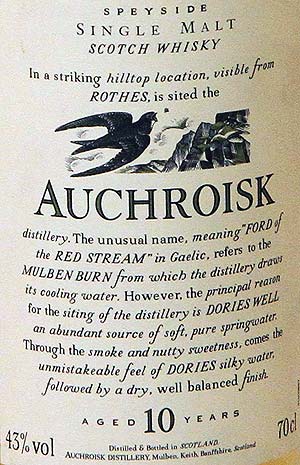 SPEYSIDE
SINGLE MALT
SCOTCH WHISKY
In a striking hilltop location, visible from
ROTHES, is sited the
AUCHROISK
distillery. The unusual name, meaning "FORD of
the RED STREAM" in Gaelic, refers to the
MULBEN BURN from which the distillery draws
its cooling water. However, the principal reason
for the siting of the distillery is DORIES WELL
an abundant source of soft, pure springwater.
Through the smoke and nutty sweetness, comes the
unmistakeable feel of DORIES silky water,
followed by a dry, well balanced finish.
AGED 10 YEARS
43% vol
Distilled & Bottled in SCOTLAND.
AUCHROISK DISTILLERY, Mulben, Keith, Banffshire, Scotland
70cl